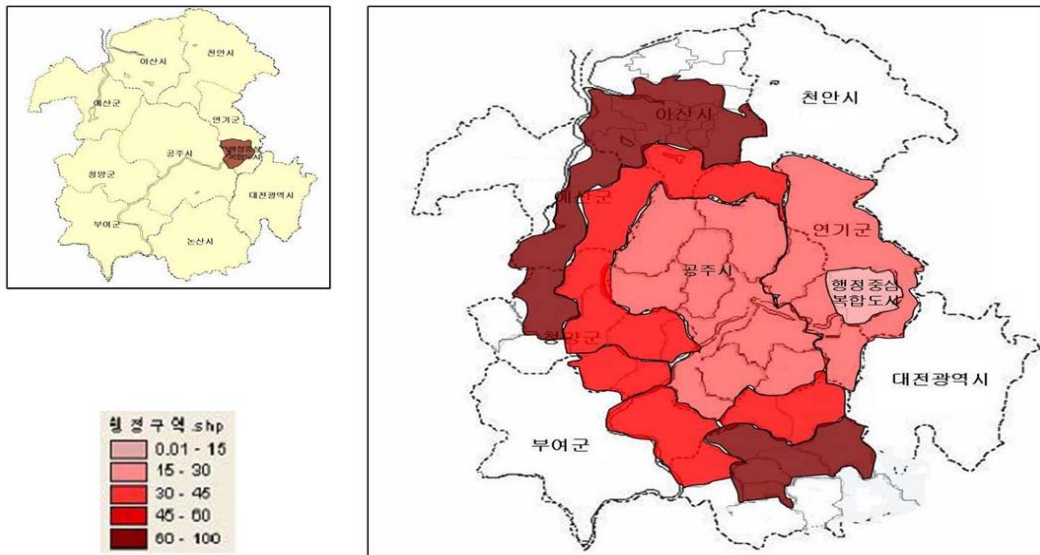 아산시
천안시
예산군
연기군
공주시
행정중심
복합도시
청양군
대전광역시
부여군
논산시
행정구역.shp
0.01 - 15
15 - 30
30 - 45
45 - 60
60 - 100
천안시
아산시
예산군
연기군
공주시
행정중심
복합도시
청양군
대전광역시
부여군